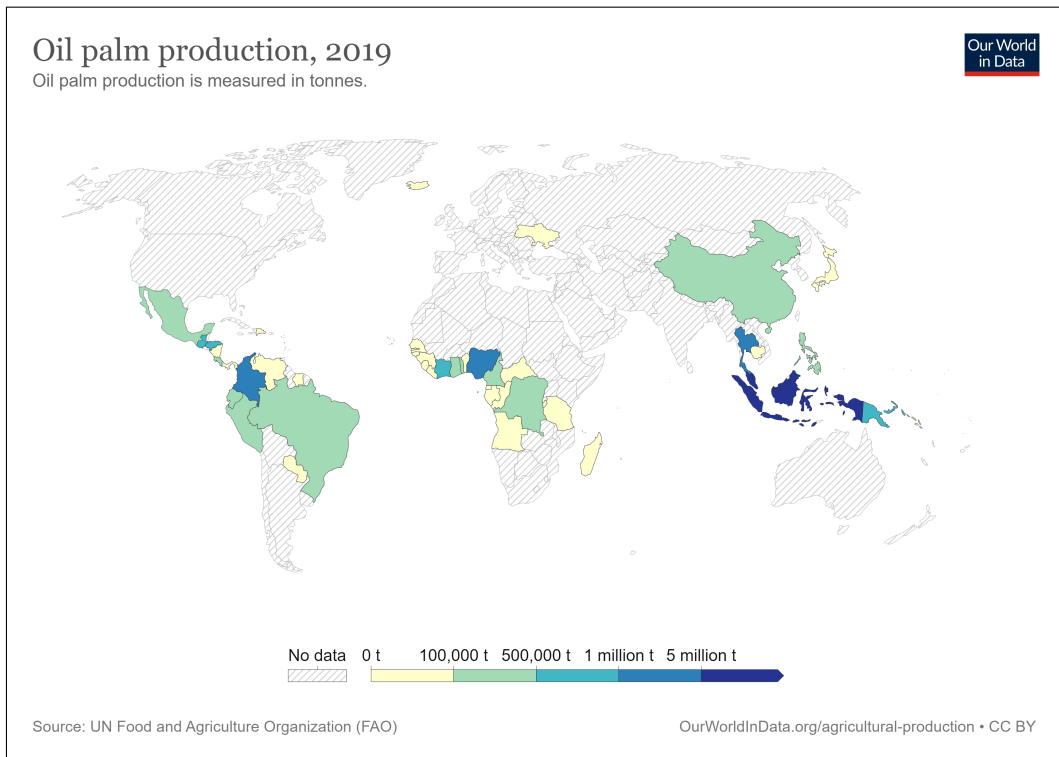 Oil palm production, 2019
Oil palm production is measured in tonnes.
Our World
in Data
No data
0 t
100,000 t
500,000 t
1 million t
5 million t
Source: UN Food and Agriculture Organization (FAO)
OurWorldInData.org/agricultural-production • CC BY